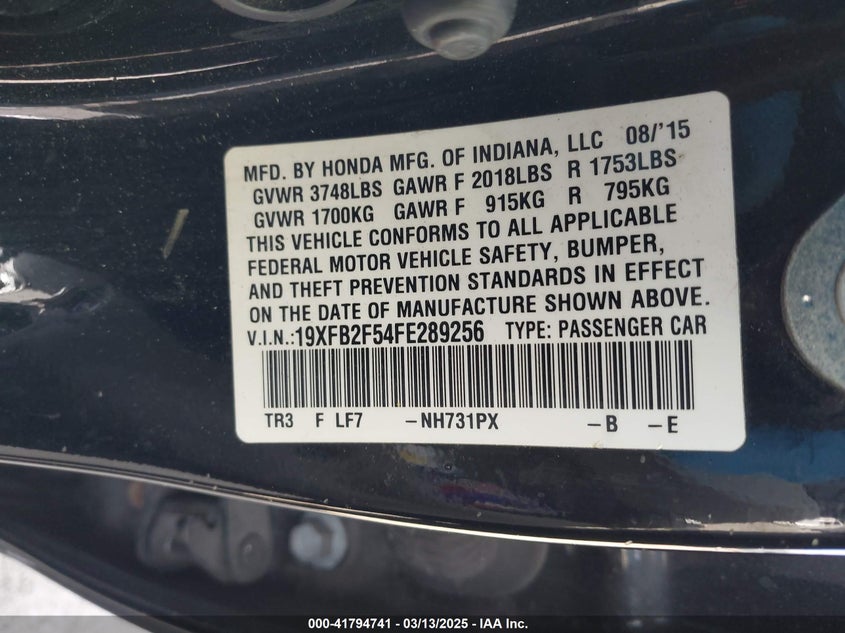 MFD. BY HONDA MFG. OF INDIANA, LLC 08/'15
GVWR 3748LBS GAWR F 2018LBS R 1753LBS
GVWR 1700KG GAWR F 915KG R 795KG
THIS VEHICLE CONFORMS TO ALL APPLICABLE
FEDERAL MOTOR VEHICLE SAFETY, BUMPER,
AND THEFT PREVENTION STANDARDS IN EFFECT
ON THE DATE OF MANUFACTURE SHOWN ABOVE.
V.I.N.:19XFB2F54FE289256 TYPE: PASSENGER CAR
TR3 F LF7 -NH731PX -B -E
000-41794741 / 03/13/2025 - IAA Inc.